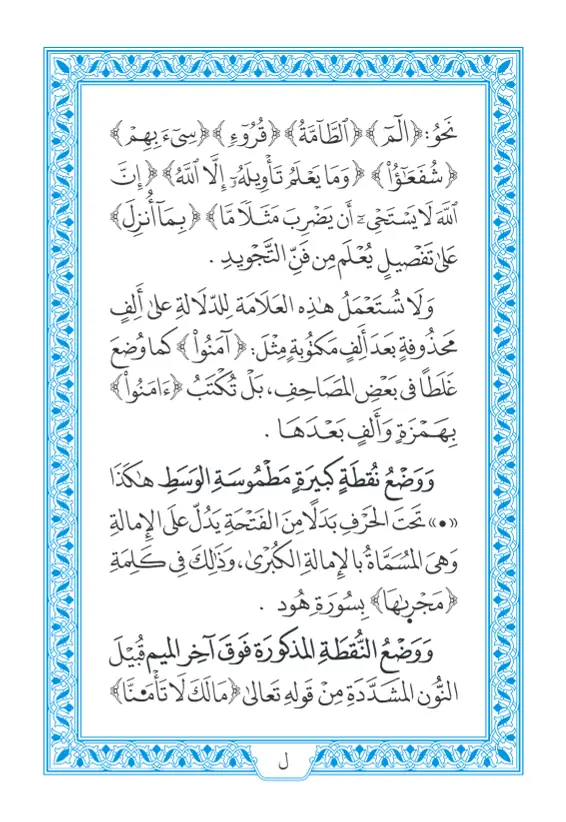 نَحْوُ: ﴿الٓمٓ﴾ ﴿ٱلطَّآمَّةُ﴾ ﴿قُرُوٓءٍ﴾ ﴿سِيٓءَ بِهِمْ﴾
﴿شُفَعَٰٓؤُاْ﴾ ﴿وَمَا يَعْلَمُ تَأْوِيلَهُۥٓ إِلَّا ٱللَّهُ﴾ ﴿إِنَّ
ٱللَّهَ لَا يَسْتَحْيِۦٓ أَن يَضْرِبَ مَثَلًا مَّا﴾ ﴿بِمَآ أُنزِلَ﴾
عَلَىٰ تَفْصِيلٍ يُعْلَمُ مِن فَنِّ التَّجْوِيدِ .
وَلَا تُسْتَعْمَلُ هَٰذِهِ العَلَامَة لِلدِّلَالَةِ عَلَىٰ أَلِفٍ
مَحْذُوفَةٍ بَعْدَ أَلِفٍ مَكْتُوبَةٍ مِثْلَ: ﴿آمَنُواْ﴾ كَمَا وُضِعَ
غَلَطًا فِى بَعْضِ المَصَاحِفِ، بَلْ تُكْتَبُ ﴿ءَامَنُواْ﴾
بِهَمْزَةٍ وَأَلِفٍ بَعْدَهَا .
وَوَضْعُ نُقْطَةٍ كَبِيرَةٍ مَطْمُوسَةِ الوَسَطِ هَٰكَذَا
«•» تَحْتَ الحَرْفِ بَدَلًا مِنَ الفَتْحَةِ يَدُلُّ عَلَى الإِمَالَةِ
وَهِىَ المُسَمَّاةُ بِالإِمَالَةِ الكُبْرَىٰ، وَذَٰلِكَ فِى كَلِمَةِ
﴿مَجْر۪ىٰهَا﴾ بِسُورَةِ هُود .
وَوَضْعُ النُّقْطَةِ المَذْكُورَةِ فَوْقَ آخِرِ المِيمِ قُبَيْلَ
النُّونِ المُشَدَّدَةِ مِنْ قَوْلِهِ تَعَالَىٰ ﴿مَالَكَ لَا تَأْمَ۬نَّا﴾
ل